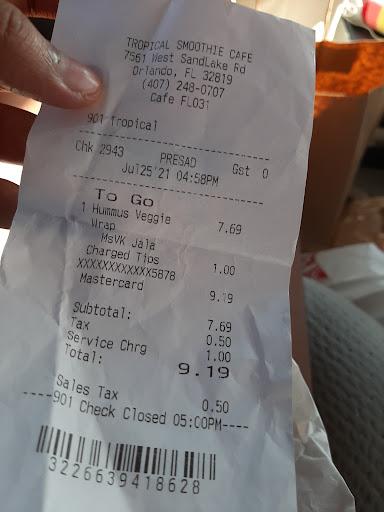 TROPICAL SMOOTHIE CAFE
7561 West SandLake Rd
Orlando, FL 32819
(407) 248-0707
Cafe FL031
901 Tropical
Chk 2943 PRESAD Gst 0
Jul25'21 04:58PM
To Go
1 Hummus Veggie 7.69
Wrap
MsVK Jala
Charged Tips 1.00
XXXXXXXXXXXX5878
Mastercard 9.19
Subtotal: 7.69
Tax 0.50
Service Chrg 1.00
Total: 9.19
Sales Tax 0.50
----901 Check Closed 05:00PM----
3226639418628